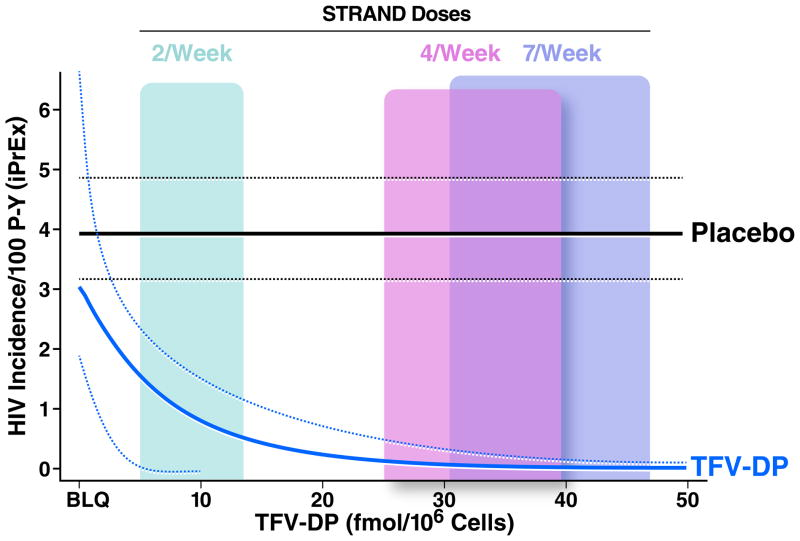 STRAND Doses
2/Week 4/Week 7/Week
HIV Incidence/100 P-Y (iPrEx)
6
5
4
3
2
1
0
Placebo
TFV-DP
BLQ 10 20 30 40 50
TFV-DP (fmol/10⁶ Cells)